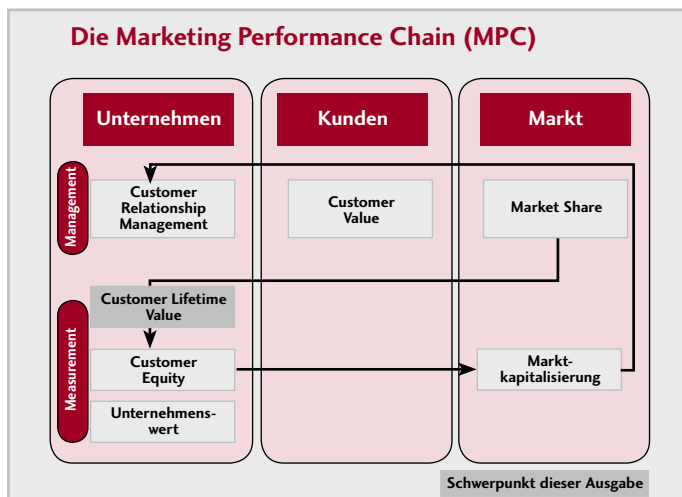 Die Marketing Performance Chain (MPC)
Unternehmen
Kunden
Markt
Management
Customer
Relationship
Management
Customer
Value
Market Share
Measurement
Customer Lifetime
Value
Customer
Equity
Markt-
kapitalisierung
Unternehmens-
wert
Schwerpunkt dieser Ausgabe